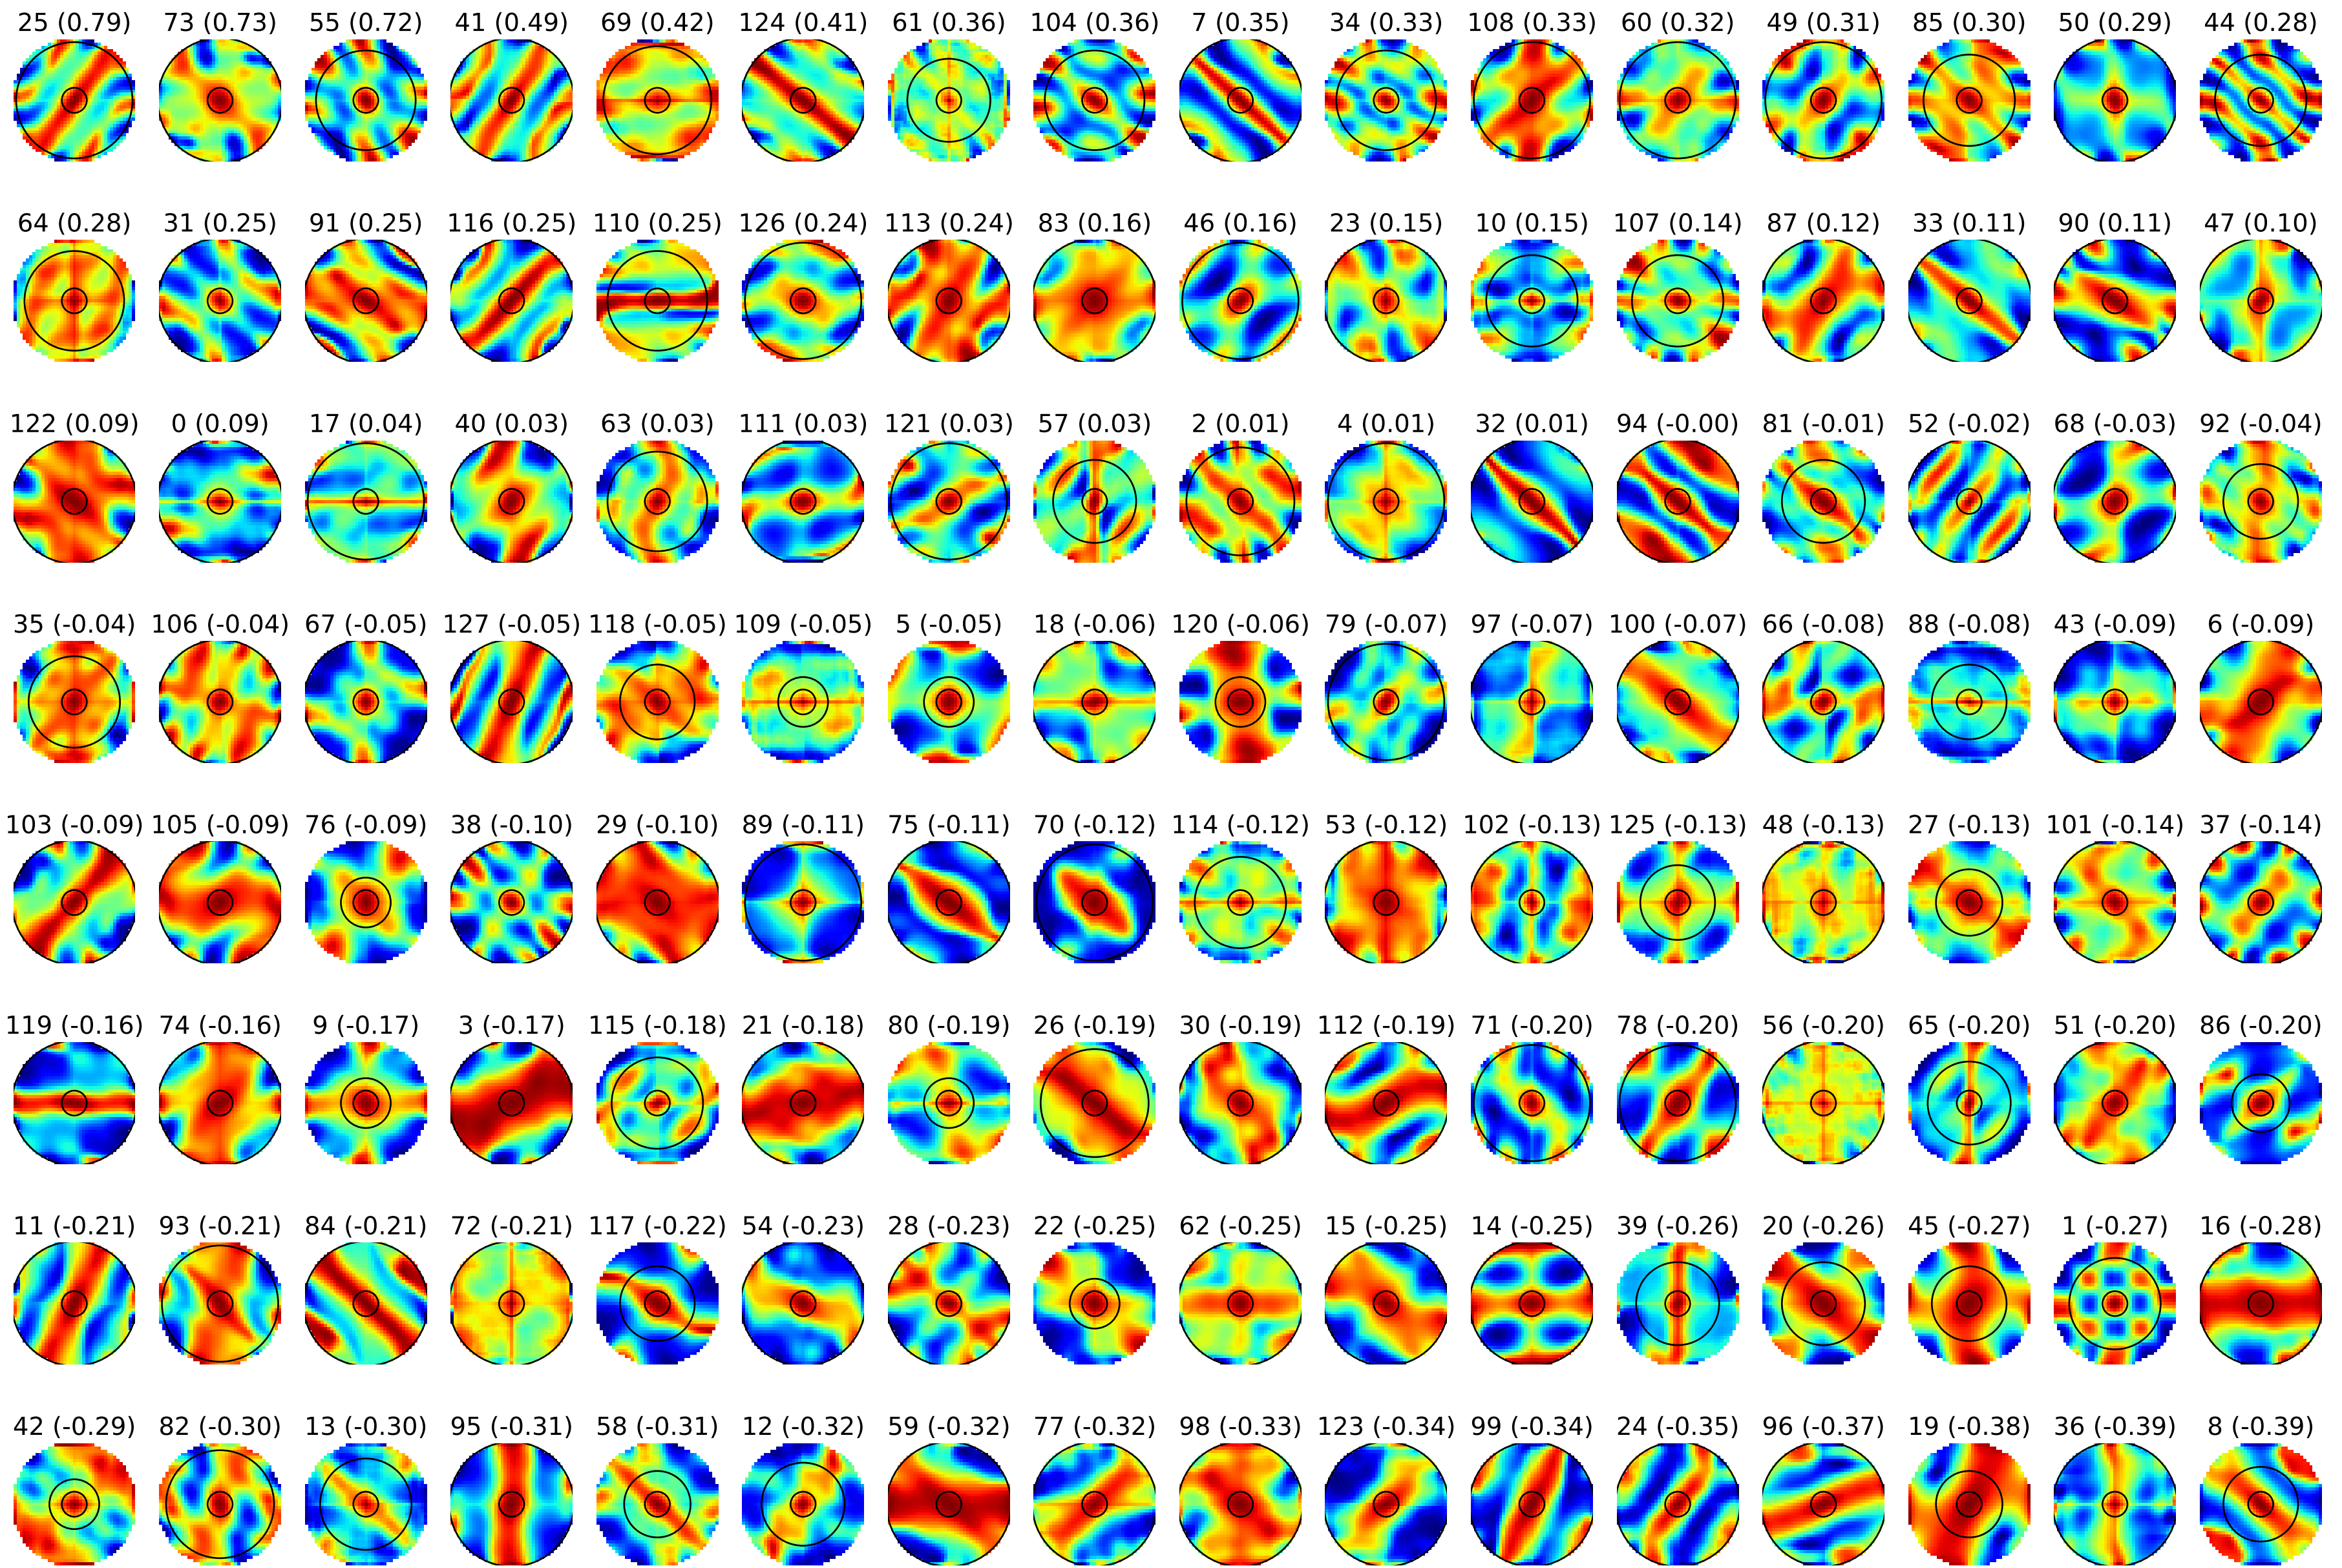 25 (0.79) 73 (0.73) 55 (0.72) 41 (0.49) 69 (0.42) 124 (0.41) 61 (0.36) 104 (0.36) 7 (0.35) 34 (0.33) 108 (0.33) 60 (0.32) 49 (0.31) 85 (0.30) 50 (0.29) 44 (0.28)
64 (0.28) 31 (0.25) 91 (0.25) 116 (0.25) 110 (0.25) 126 (0.24) 113 (0.24) 83 (0.16) 46 (0.16) 23 (0.15) 10 (0.15) 107 (0.14) 87 (0.12) 33 (0.11) 90 (0.11) 47 (0.10)
122 (0.09) 0 (0.09) 17 (0.04) 40 (0.03) 63 (0.03) 111 (0.03) 121 (0.03) 57 (0.03) 2 (0.01) 4 (0.01) 32 (0.01) 94 (-0.00) 81 (-0.01) 52 (-0.02) 68 (-0.03) 92 (-0.04)
35 (-0.04) 106 (-0.04) 67 (-0.05) 127 (-0.05) 118 (-0.05) 109 (-0.05) 5 (-0.05) 18 (-0.06) 120 (-0.06) 79 (-0.07) 97 (-0.07) 100 (-0.07) 66 (-0.08) 88 (-0.08) 43 (-0.09) 6 (-0.09)
103 (-0.09) 105 (-0.09) 76 (-0.09) 38 (-0.10) 29 (-0.10) 89 (-0.11) 75 (-0.11) 70 (-0.12) 114 (-0.12) 53 (-0.12) 102 (-0.13) 125 (-0.13) 48 (-0.13) 27 (-0.13) 101 (-0.14) 37 (-0.14)
119 (-0.16) 74 (-0.16) 9 (-0.17) 3 (-0.17) 115 (-0.18) 21 (-0.18) 80 (-0.19) 26 (-0.19) 30 (-0.19) 112 (-0.19) 71 (-0.20) 78 (-0.20) 56 (-0.20) 65 (-0.20) 51 (-0.20) 86 (-0.20)
11 (-0.21) 93 (-0.21) 84 (-0.21) 72 (-0.21) 117 (-0.22) 54 (-0.23) 28 (-0.23) 22 (-0.25) 62 (-0.25) 15 (-0.25) 14 (-0.25) 39 (-0.26) 20 (-0.26) 45 (-0.27) 1 (-0.27) 16 (-0.28)
42 (-0.29) 82 (-0.30) 13 (-0.30) 95 (-0.31) 58 (-0.31) 12 (-0.32) 59 (-0.32) 77 (-0.32) 98 (-0.33) 123 (-0.34) 99 (-0.34) 24 (-0.35) 96 (-0.37) 19 (-0.38) 36 (-0.39) 8 (-0.39)